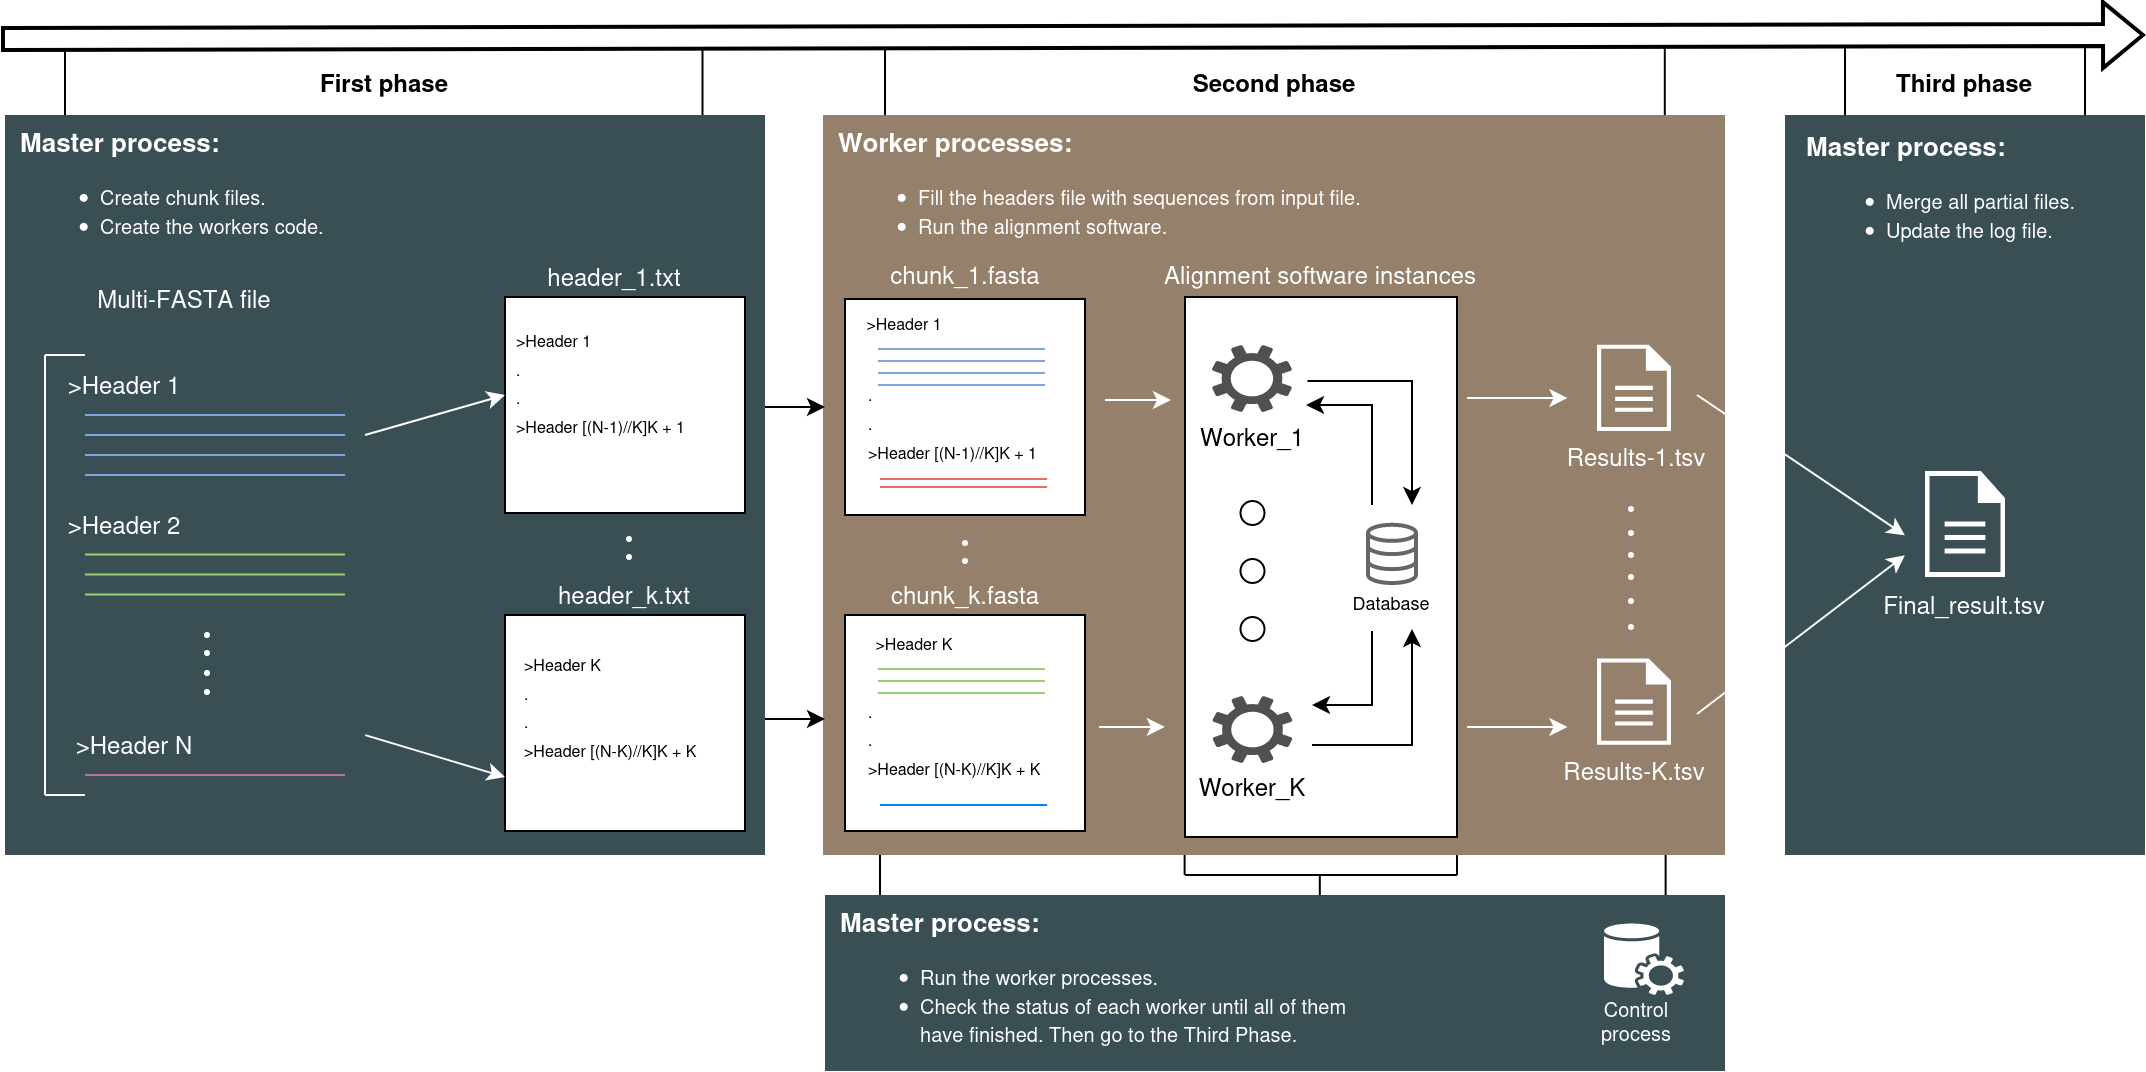 First phase
Second phase
Third phase
Master process:
Create chunk files.
Create the workers code.
Multi-FASTA file
>Header 1
>Header 2
>Header N
header_1.txt
>Header 1
.
.
>Header [(N-1)//K]K + 1
header_k.txt
>Header K
.
.
>Header [(N-K)//K]K + K
Worker processes:
Fill the headers file with sequences from input file.
Run the alignment software.
chunk_1.fasta
>Header 1
.
.
>Header [(N-1)//K]K + 1
chunk_k.fasta
>Header K
.
.
>Header [(N-K)//K]K + K
Alignment software instances
Worker_1
Database
Worker_K
Results-1.tsv
Results-K.tsv
Master process:
Merge all partial files.
Update the log file.
Final_result.tsv
Master process:
Run the worker processes.
Check the status of each worker until all of them
have finished. Then go to the Third Phase.
Control
process